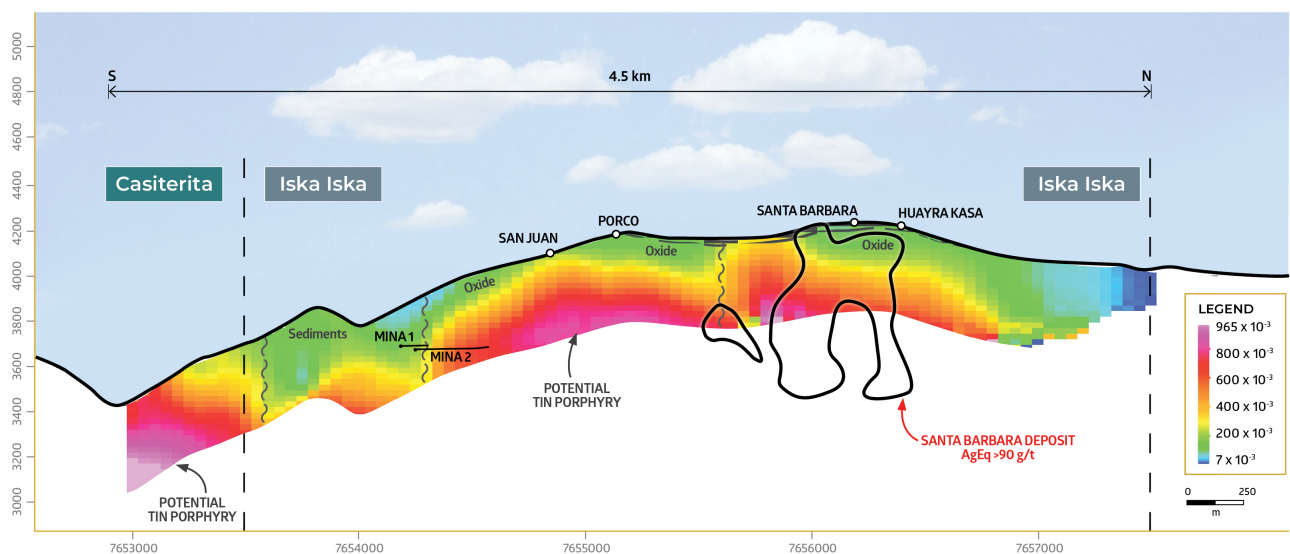 5000
4800
4600
4400
4200
4000
3800
3600
3400
3200
3000
S
4.5 km
N
Casiterita
Iska Iska
Iska Iska
SAN JUAN
PORCO
SANTA BARBARA
HUAYRA KASA
Oxide
Oxide
Oxide
Sediments
MINA 1
MINA 2
POTENTIAL
TIN PORPHYRY
POTENTIAL
TIN PORPHYRY
SANTA BARBARA DEPOSIT
AgEq >90 g/t
LEGEND
965 x 10⁻³
800 x 10⁻³
600 x 10⁻³
400 x 10⁻³
200 x 10⁻³
7 x 10⁻³
0 250
m
7653000
7654000
7655000
7656000
7657000